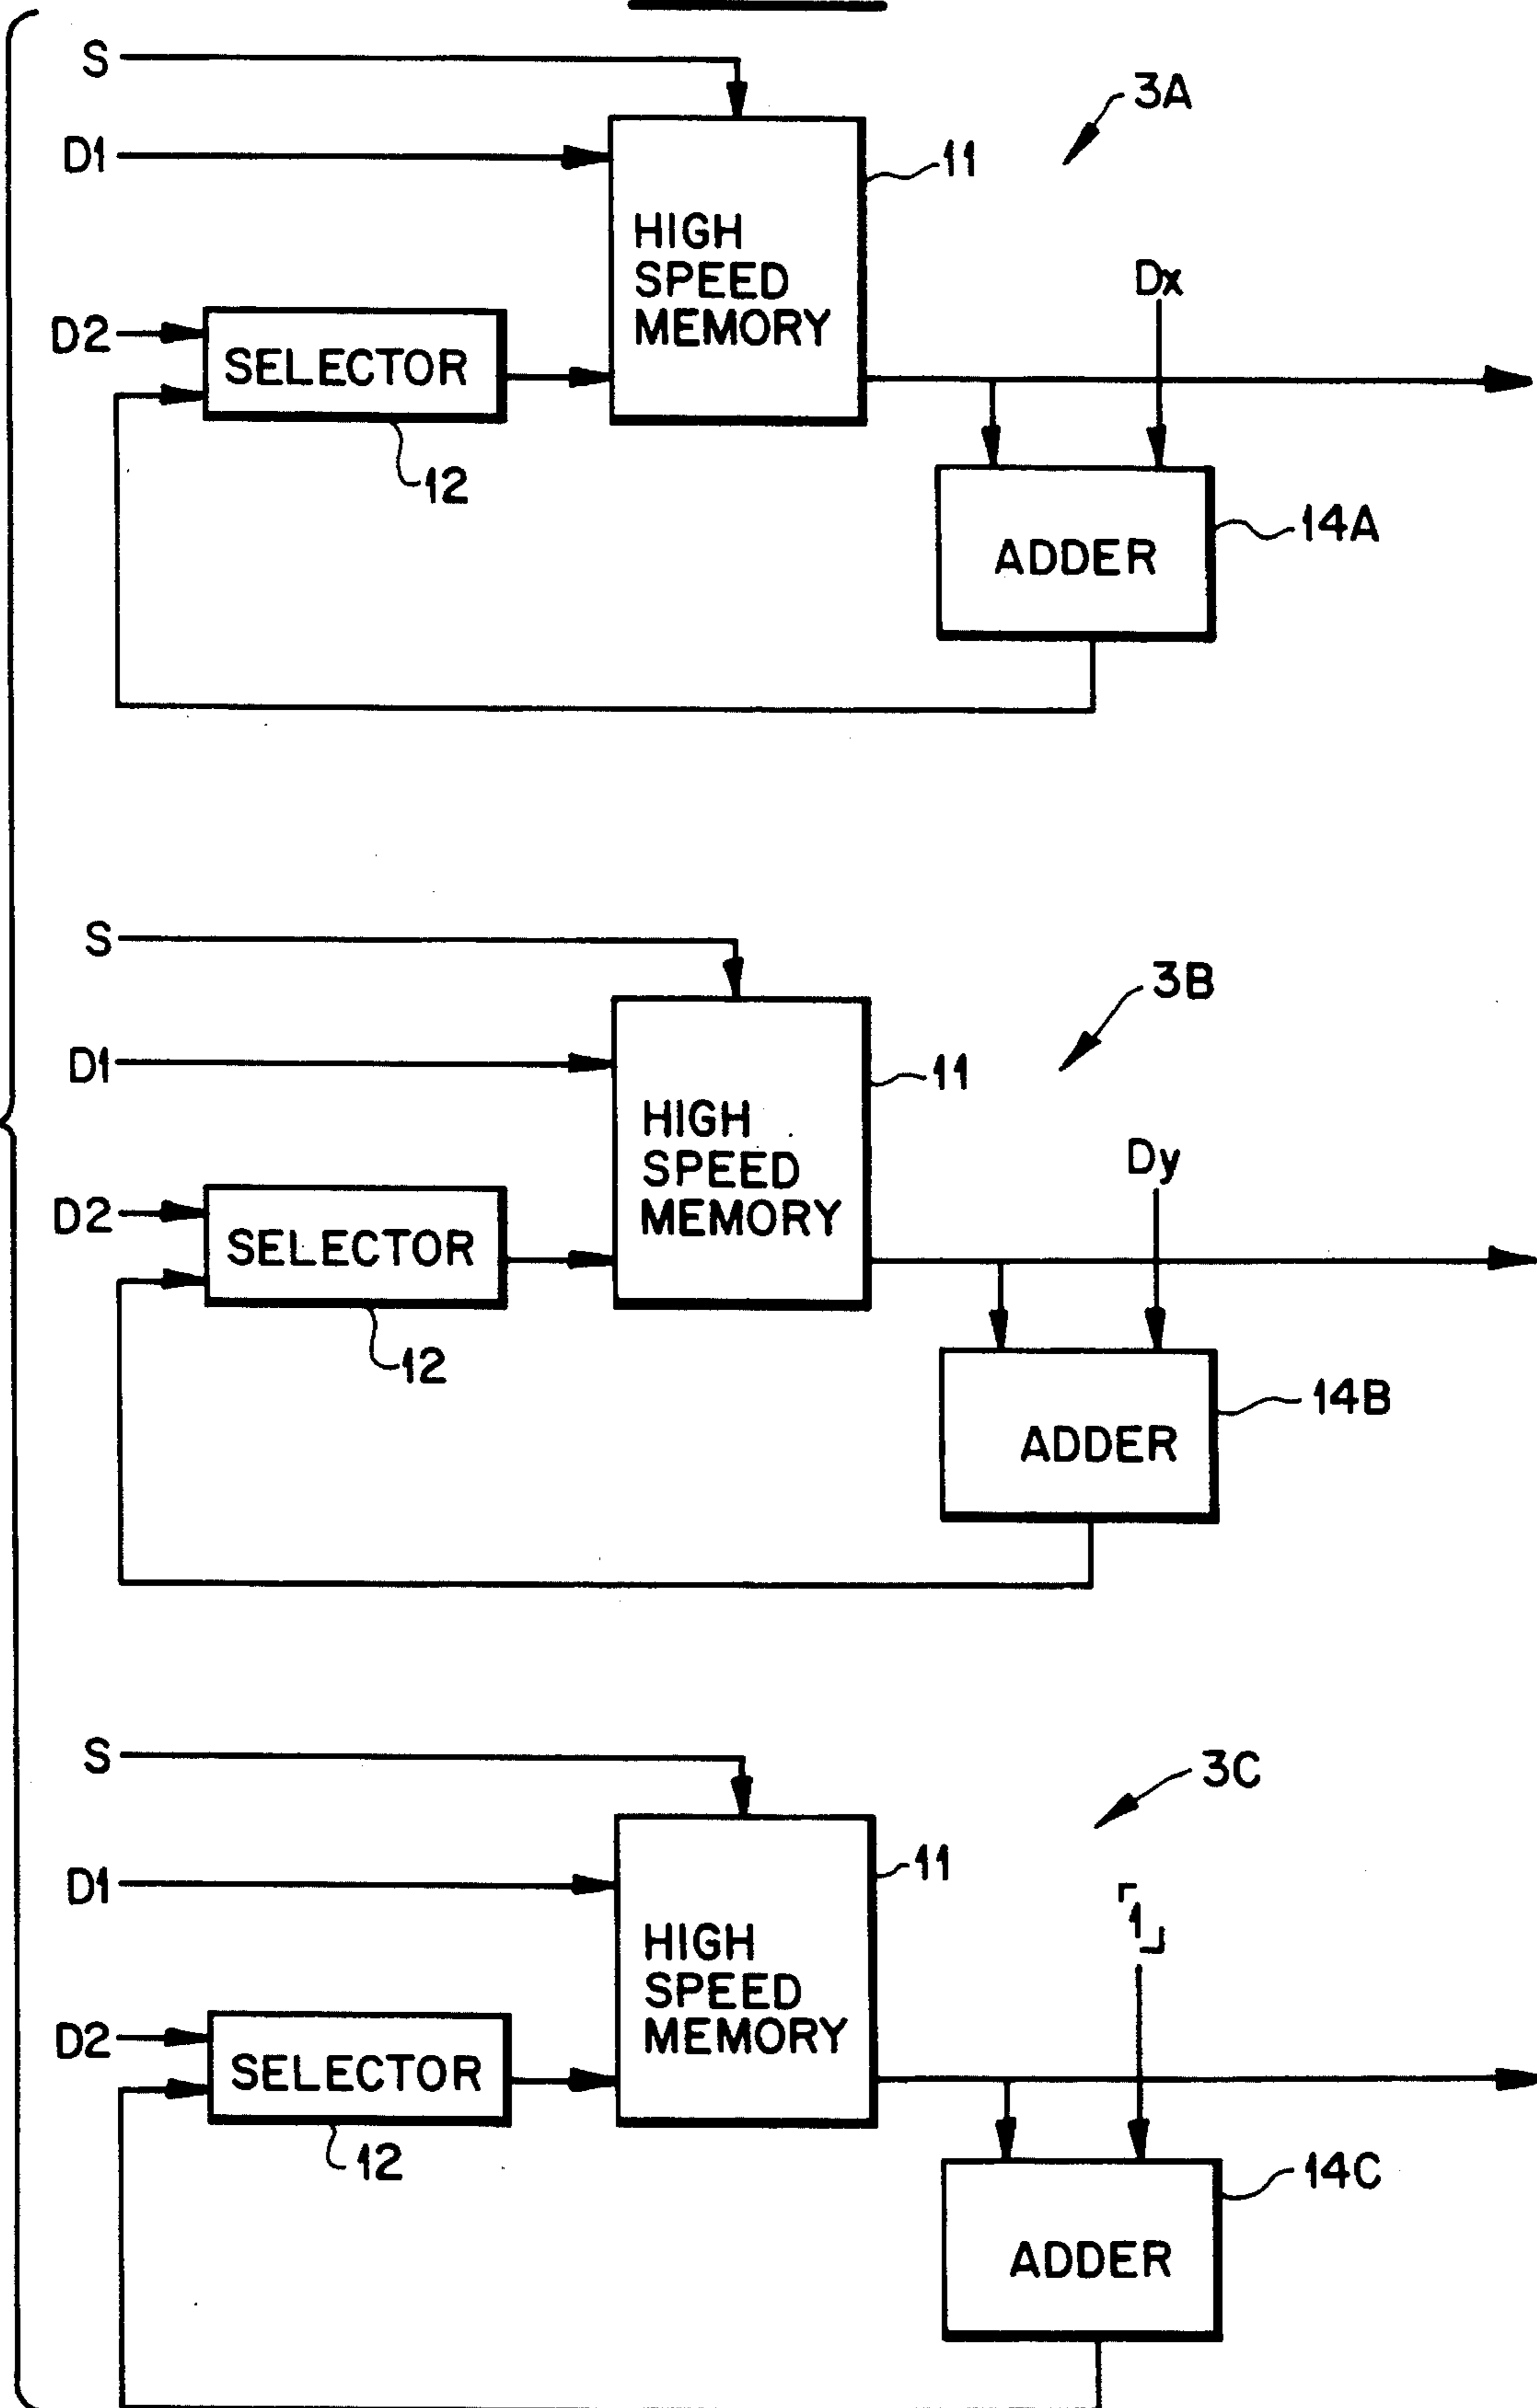 S
3A
D1
11
HIGH
SPEED
MEMORY
Dx
D2
SELECTOR
12
14A
ADDER
S
3B
D1
11
HIGH
SPEED
MEMORY
Dy
D2
SELECTOR
12
14B
ADDER
S
3C
D1
11
「1」
HIGH
SPEED
MEMORY
D2
SELECTOR
12
14C
ADDER